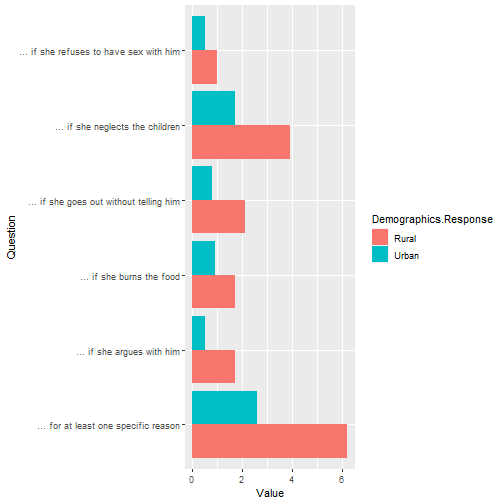 Question
... if she refuses to have sex with him
... if she neglects the children
... if she goes out without telling him
... if she burns the food
... if she argues with him
... for at least one specific reason
0 2 4 6
Value
Demographics.Response
Rural
Urban